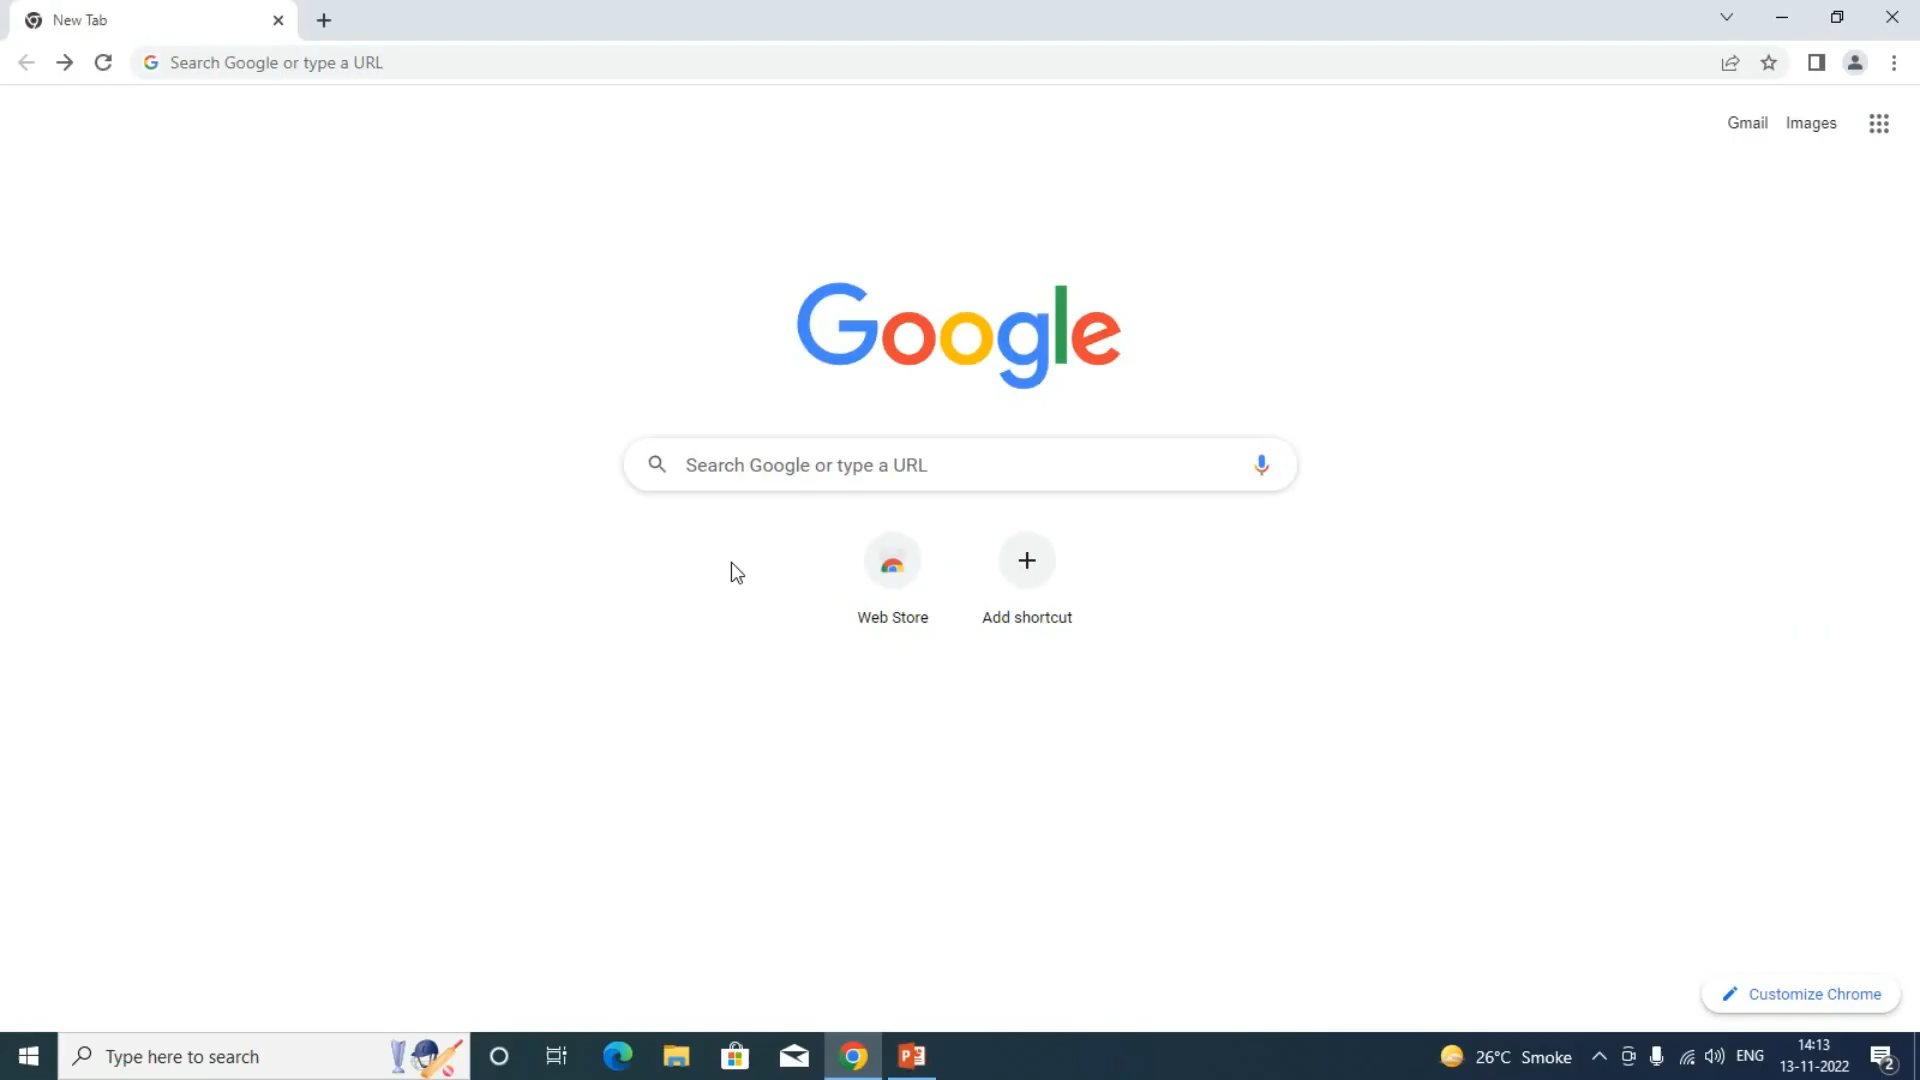 New Tab
Search Google or type a URL
Gmail Images
Google
Search Google or type a URL
Web Store Add shortcut
Customize Chrome
Type here to search
26°C Smoke
ENG
14:13
13-11-2022
2